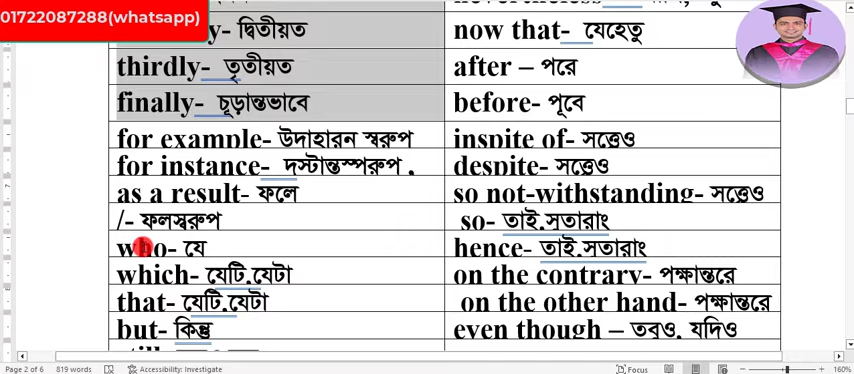 01722087288(whatsapp)
y- দ্বিতীয়ত
now that- যেহেতু
thirdly- তৃতীয়ত
after – পরে
finally- চূড়ান্তভাবে
before- পূবে
for example- উদাহারন স্বরুপ
inspite of- সত্তেও
for instance- দস্টান্তস্পরুপ ,
despite- সত্তেও
as a result- ফলে
so not-withstanding- সত্তেও
/- ফলস্বরুপ
so- তাই,সুতারাং
who- যে
hence- তাই,সুতারাং
which- যেটি,যেটা
on the contrary- পক্ষান্তরে
that- যেটি,যেটা
on the other hand- পক্ষান্তরে
but- কিন্তু
even though – তবুও, যদিও
Page 2 of 6
819 words
Accessibility: Investigate
Focus
160%